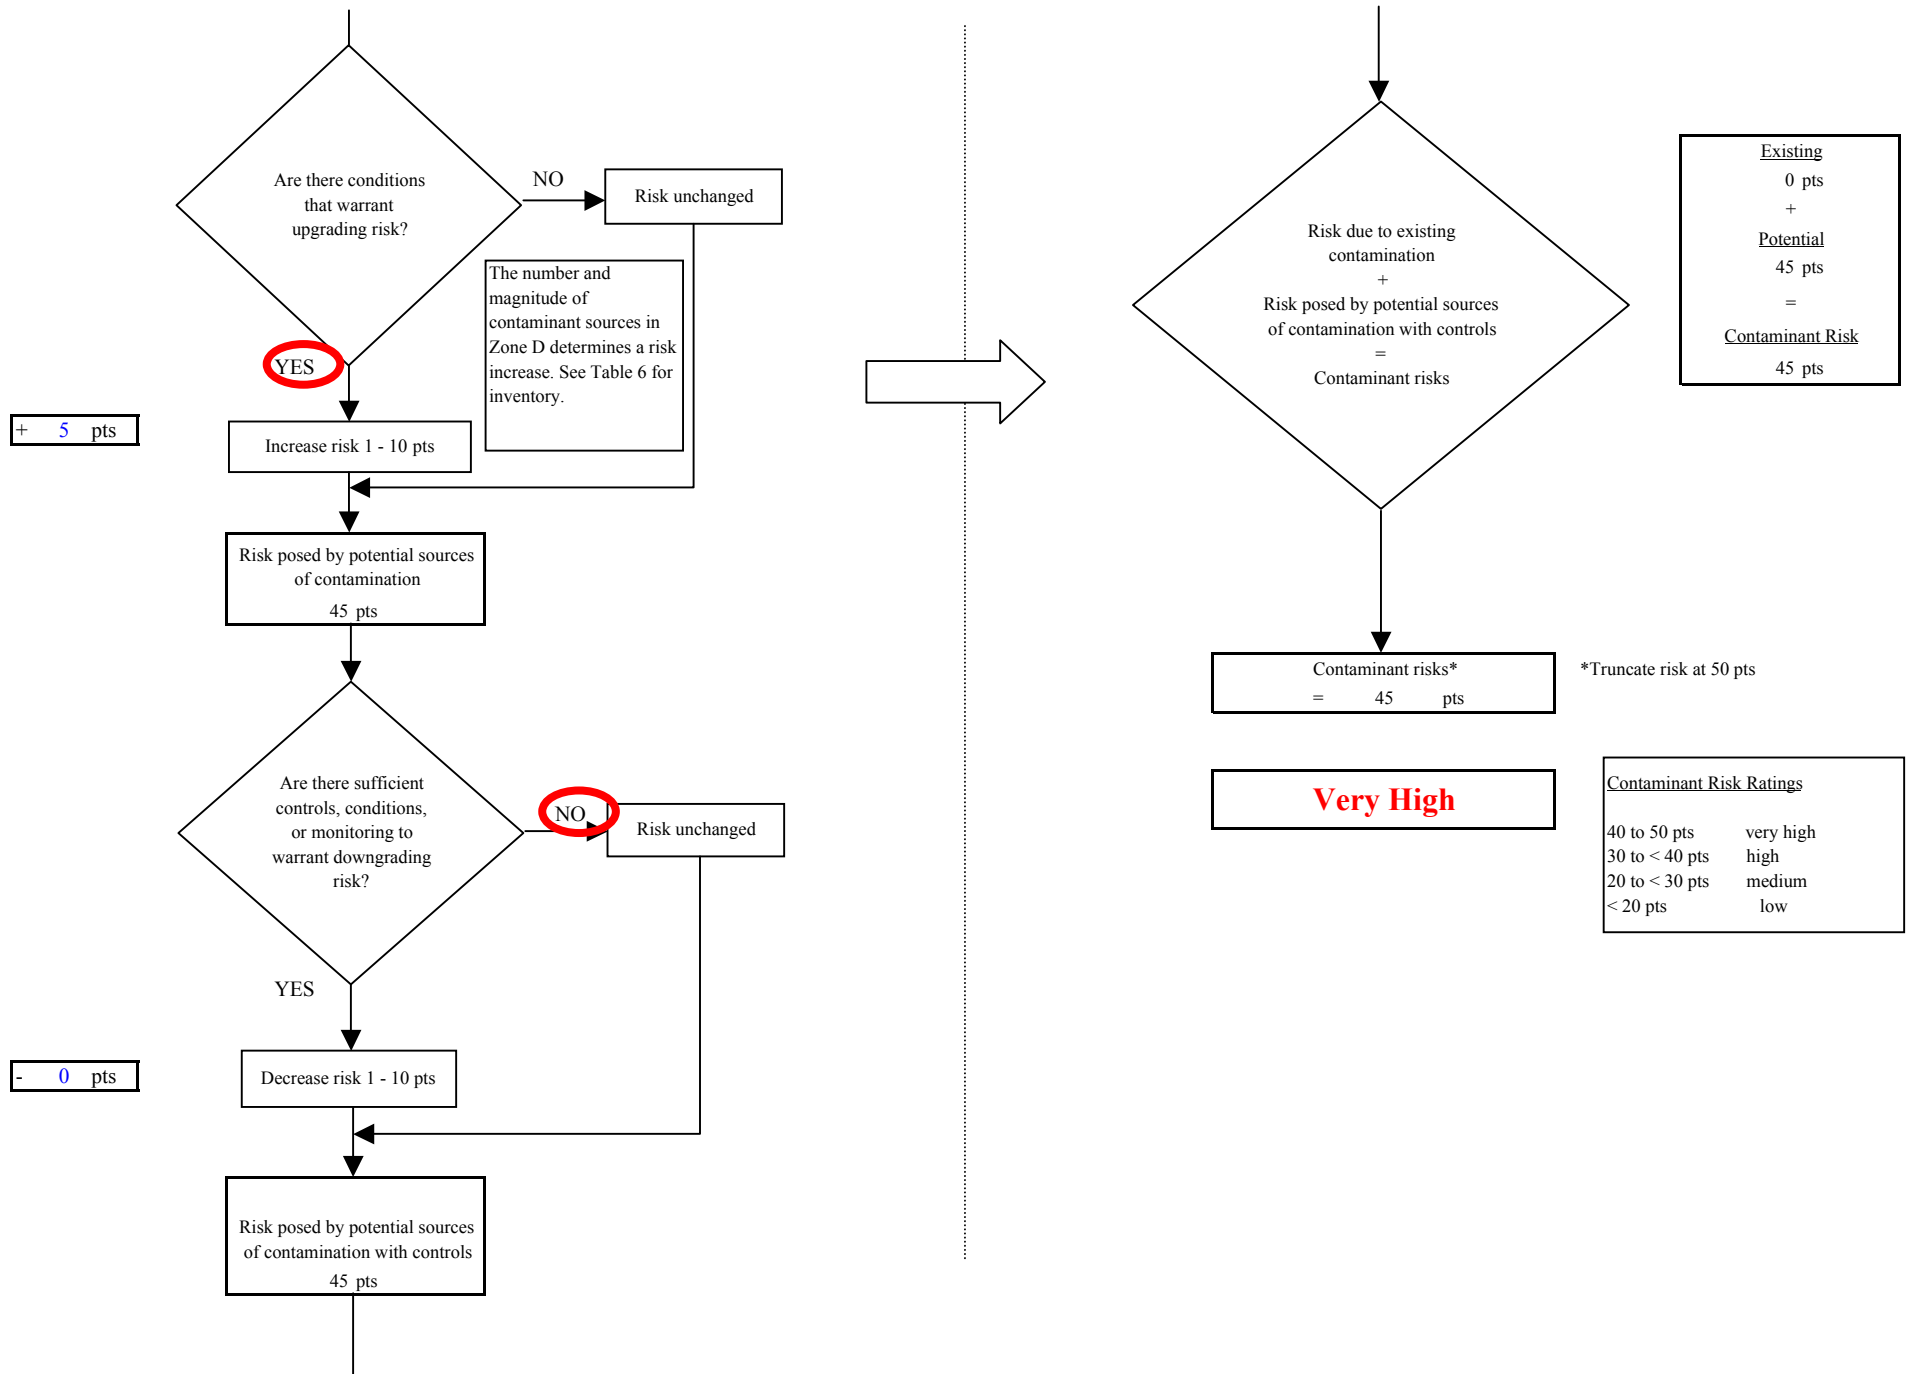 Are there conditions
that warrant
upgrading risk?
NO
Risk unchanged
The number and
magnitude of
contaminant sources in
Zone D determines a risk
increase. See Table 6 for
inventory.
YES
+ 5 pts
Increase risk 1 - 10 pts
Risk posed by potential sources
of contamination
45 pts
Are there sufficient
controls, conditions,
or monitoring to
warrant downgrading
risk?
NO
Risk unchanged
YES
- 0 pts
Decrease risk 1 - 10 pts
Risk posed by potential sources
of contamination with controls
45 pts
Risk due to existing
contamination
+
Risk posed by potential sources
of contamination with controls
=
Contaminant risks
Existing
0 pts
+
Potential
45 pts
=
Contaminant Risk
45 pts
Contaminant risks*
= 45 pts
*Truncate risk at 50 pts
Very High
Contaminant Risk Ratings
40 to 50 pts very high
30 to < 40 pts high
20 to < 30 pts medium
< 20 pts low